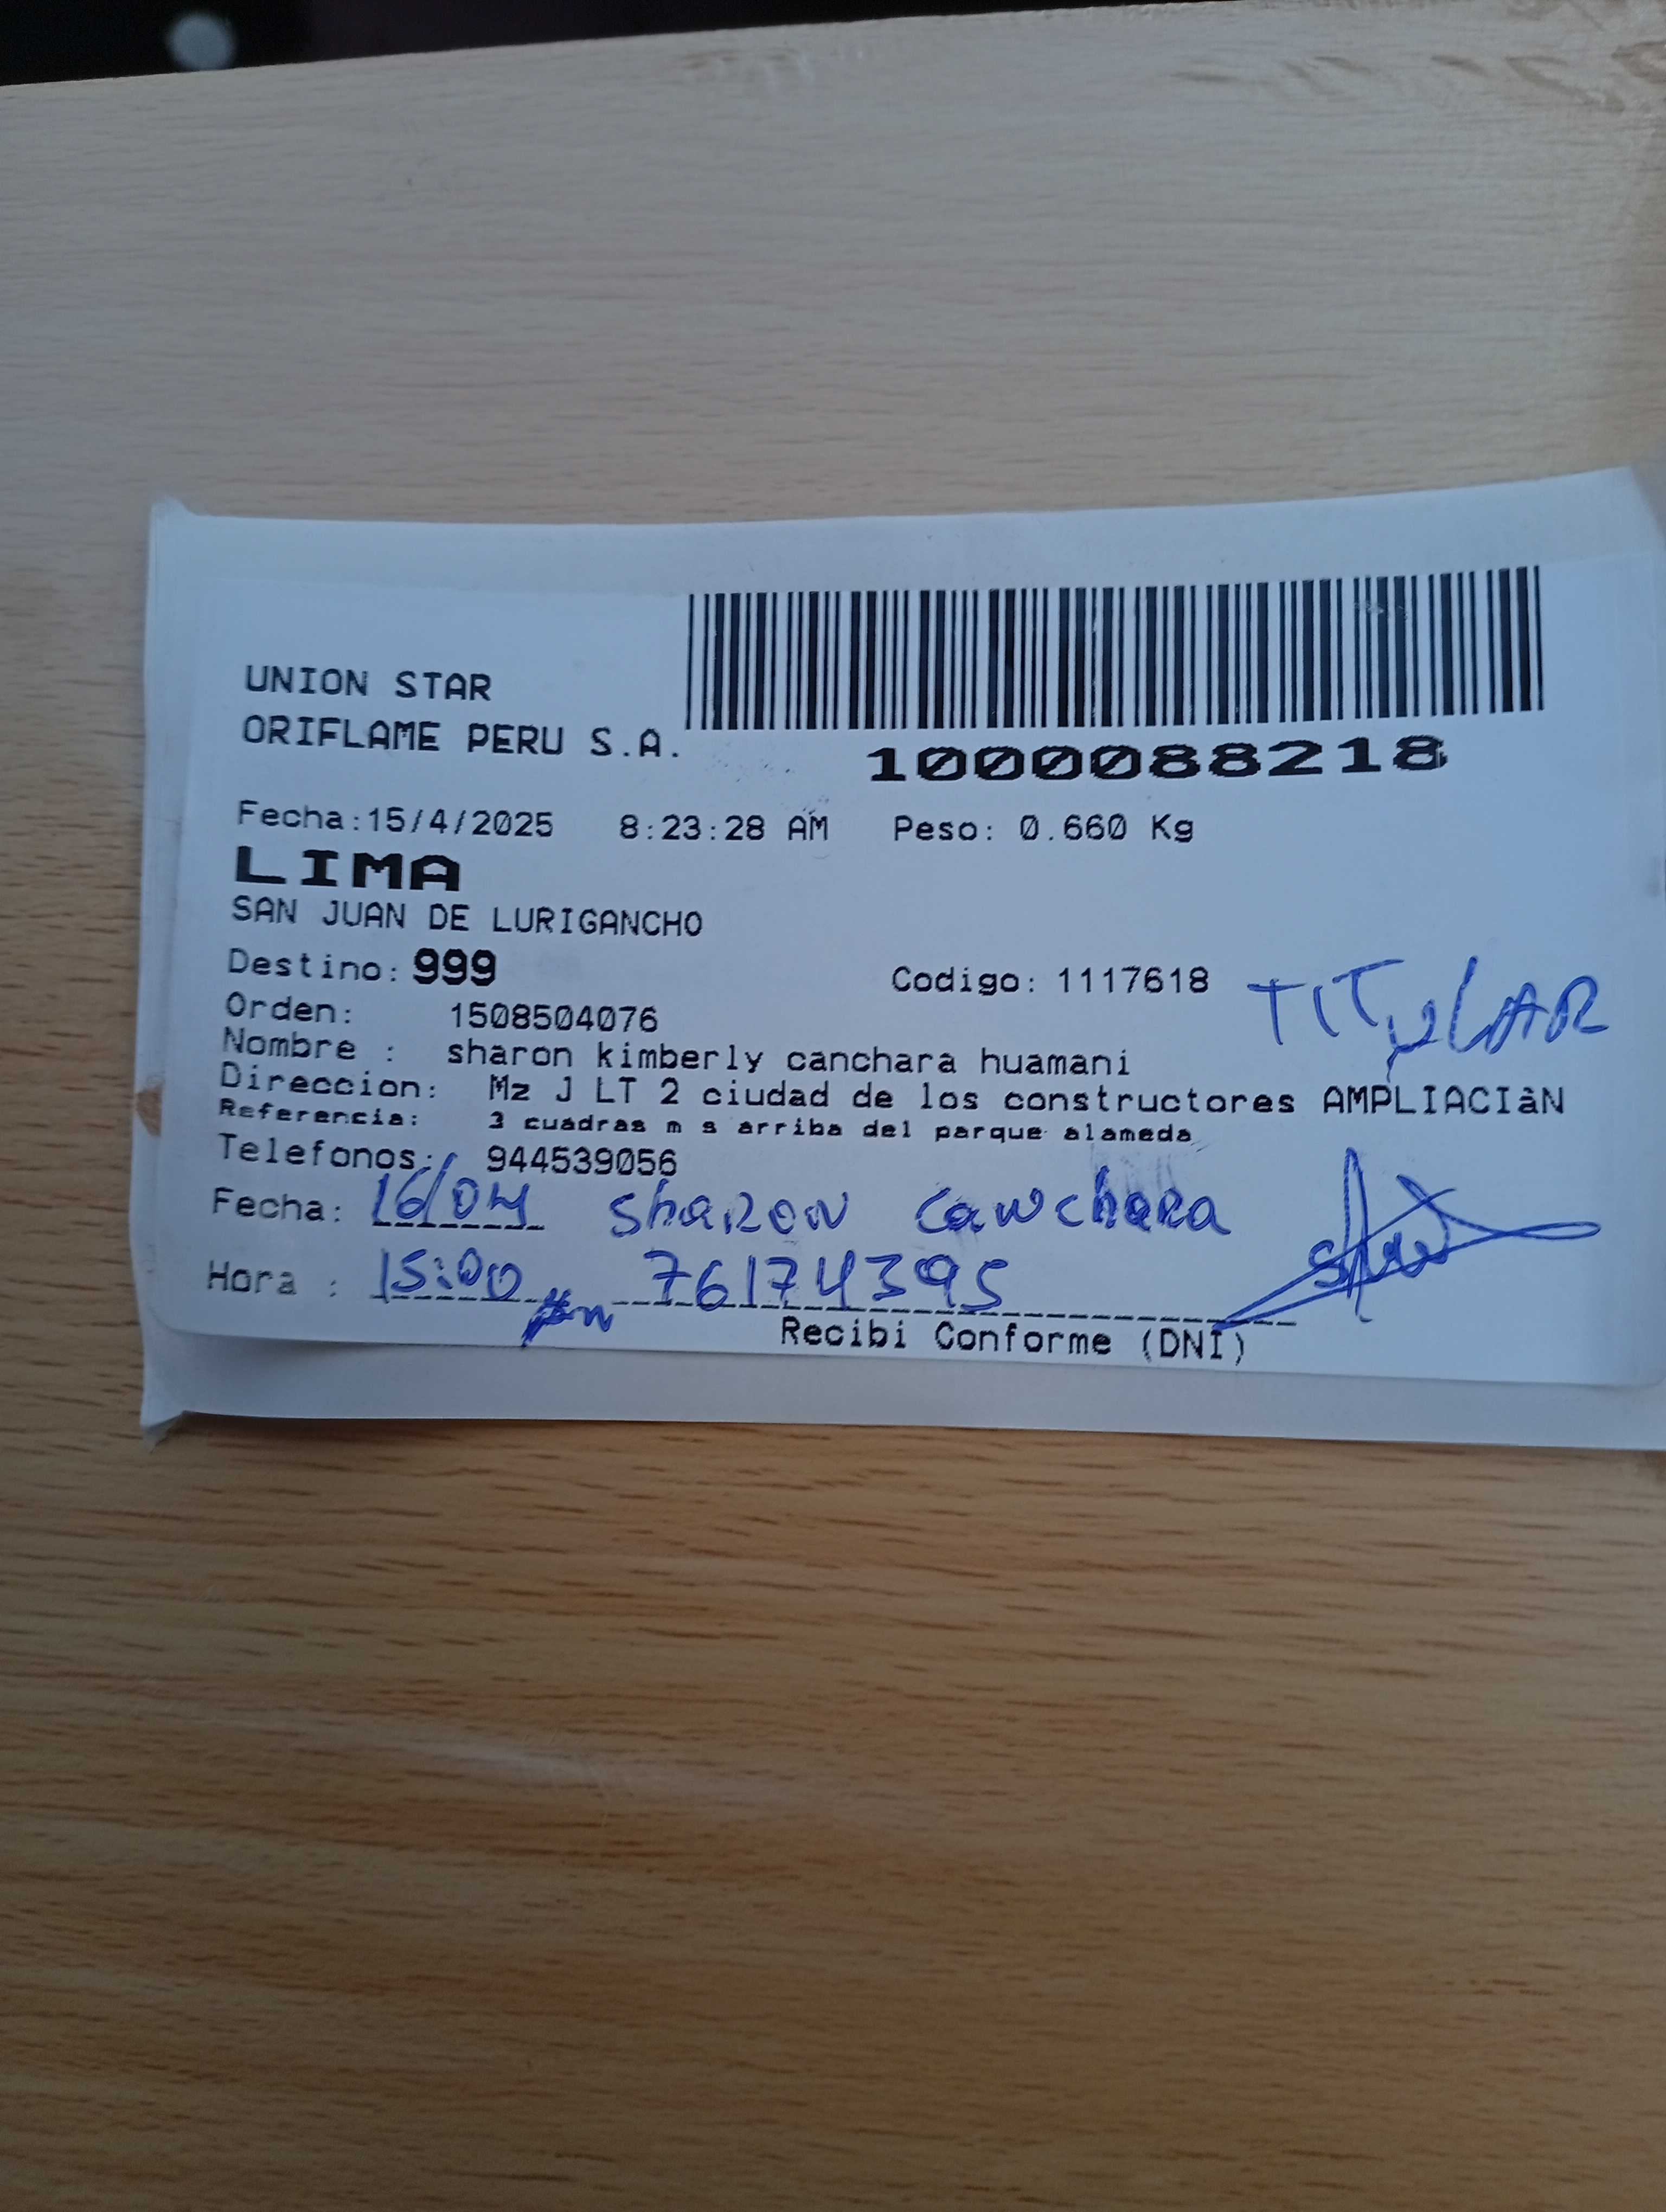 UNION STAR
ORIFLAME PERU S.A.
1000088218
Fecha:15/4/2025 8:23:28 AM Peso: 0.660 Kg
LIMA
SAN JUAN DE LURIGANCHO
Destino: 999 Codigo: 1117618 TITULAR
Orden: 1508504076
Nombre : sharon kimberly canchara huamani
Direccion: Mz J LT 2 ciudad de los constructores AMPLIACIàN
Referencia: 3 cuadras m s arriba del parque alameda
Telefonos: 944539056
Fecha: 16/04 Sharon Canchara
Hora : 15:00 76174395
Recibi Conforme (DNI)